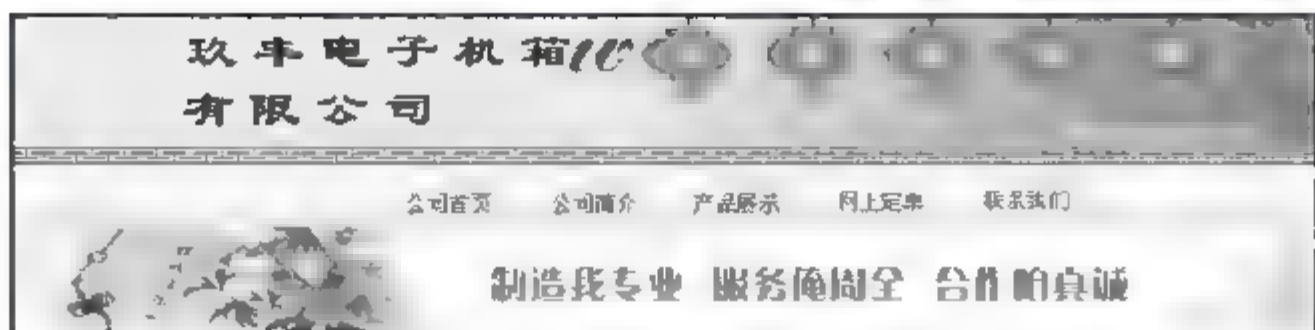 玖丰电子机箱
有限公司
公司首页 公司简介 产品展示 网上定单 联系我们
制造我专业 服务俺周全 合作咱真诚